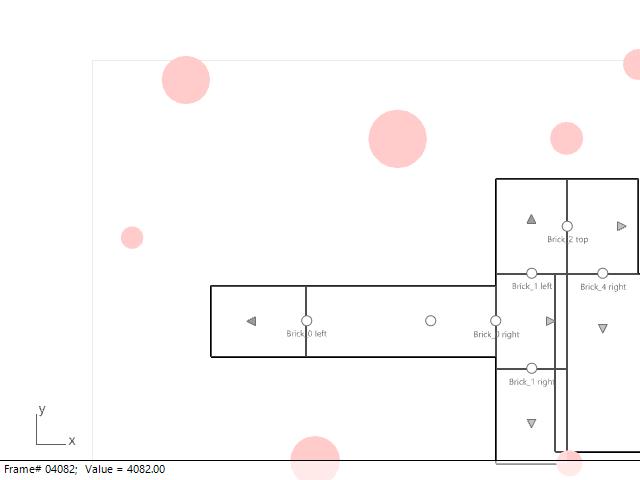 Brick_2 top
Brick_1 left
Brick_4 right
Brick_0 left
Brick_0 right
Brick_1 right
y
x
Frame# 04082; Value = 4082.00